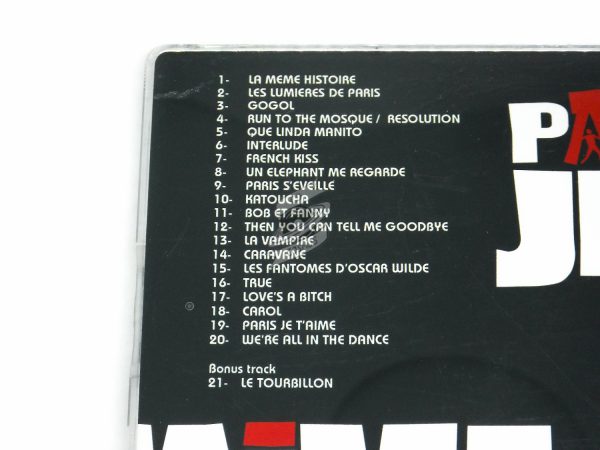 1- LA MEME HISTOIRE
2- LES LUMIERES DE PARIS
3- GOGOL
4- RUN TO THE MOSQUE / RESOLUTION
5- QUE LINDA MANITO
6- INTERLUDE
7- FRENCH KISS
8- UN ELEPHANT ME REGARDE
9- PARIS S'EVEILLE
10- KATOUCHA
11- BOB ET FANNY
12- THEN YOU CAN TELL ME GOODBYE
13- LA VAMPIRE
14- CARAVANE
15- LES FANTOMES D'OSCAR WILDE
16- TRUE
17- LOVE'S A BITCH
18- CAROL
19- PARIS JE T'AIME
20- WE'RE ALL IN THE DANCE
Bonus track
21- LE TOURBILLON
PA
J